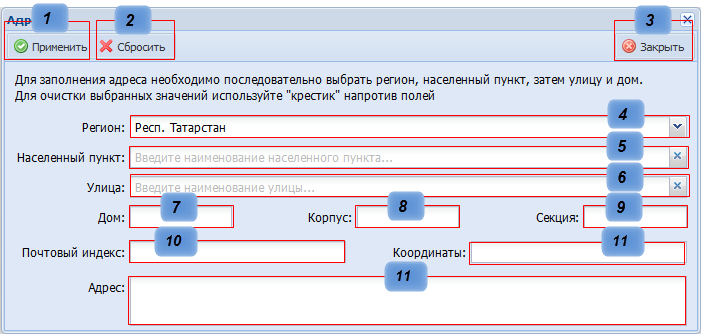 Адр 1 2 3
Применить Сбросить Закрыть
Для заполнения адреса необходимо последовательно выбрать регион, населенный пункт, затем улицу и дом.
Для очистки выбранных значений используйте "крестик" напротив полей
4
Регион: Респ. Татарстан
5
Населенный пункт: Введите наименование населенного пункта...
6
Улица: Введите наименование улицы...
7 8 9
Дом: Корпус: Секция:
10 11
Почтовый индекс: Координаты:
11
Адрес: